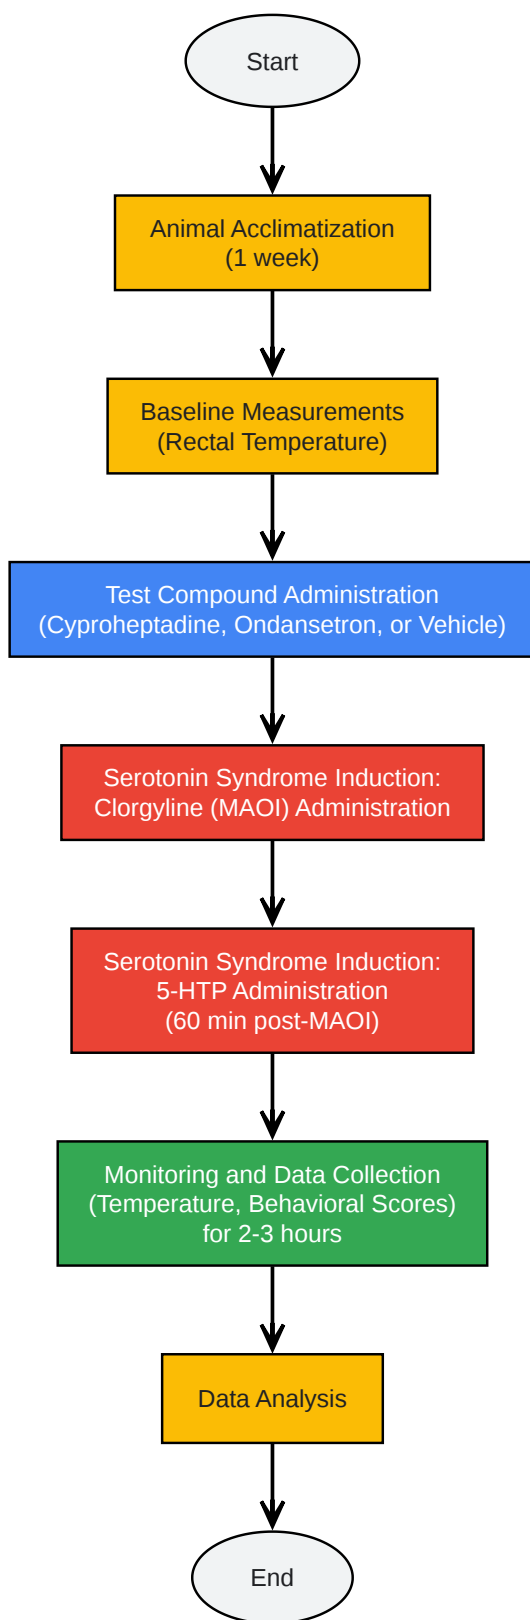 Start
Animal Acclimatization
(1 week)
Baseline Measurements
(Rectal Temperature)
Test Compound Administration
(Cyproheptadine, Ondansetron, or Vehicle)
Serotonin Syndrome Induction:
Clorgyline (MAOI) Administration
Serotonin Syndrome Induction:
5-HTP Administration
(60 min post-MAOI)
Monitoring and Data Collection
(Temperature, Behavioral Scores)
for 2-3 hours
Data Analysis
End